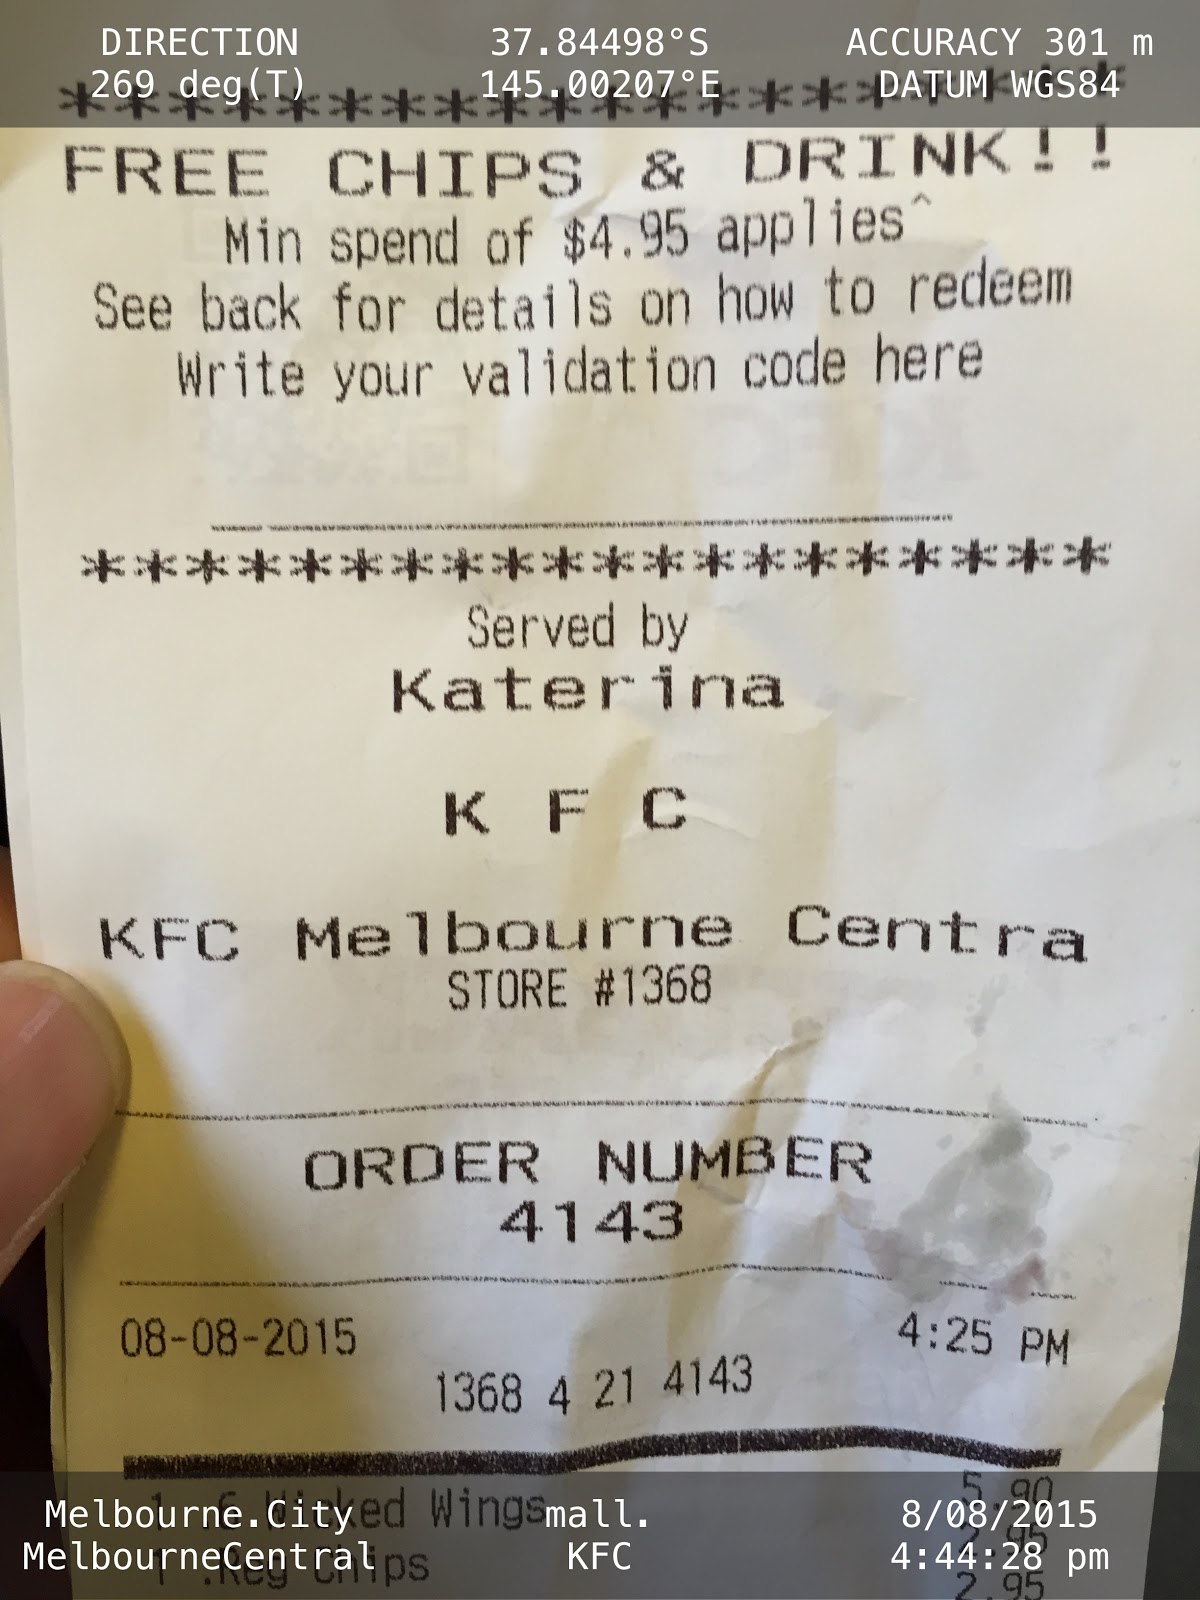 DIRECTION 37.84498°S ACCURACY 301 m
269 deg(T) 145.00207°E DATUM WGS84
*********************
FREE CHIPS & DRINK!!
Min spend of $4.95 applies^
See back for details on how to redeem
Write your validation code here
*********************
Served by
Katerina
K F C
KFC Melbourne Centra
STORE #1368
ORDER NUMBER
4143
08-08-2015 4:25 PM
1368 4 21 4143
1 .6 Wicked Wings 5.90
1 .Reg Chips 2.95
2.95
Melbourne.City mall. 8/08/2015
MelbourneCentral KFC 4:44:28 pm